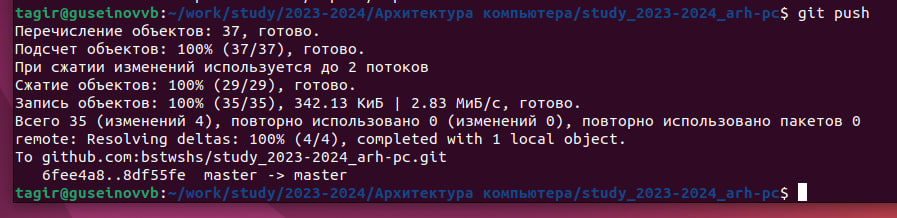 tagir@guseinovvb:~/work/study/2023-2024/Архитектура компьютера/study_2023-2024_arh-pc$ git push
Перечисление объектов: 37, готово.
Подсчет объектов: 100% (37/37), готово.
При сжатии изменений используется до 2 потоков
Сжатие объектов: 100% (29/29), готово.
Запись объектов: 100% (35/35), 342.13 КиБ | 2.83 МиБ/с, готово.
Всего 35 (изменений 4), повторно использовано 0 (изменений 0), повторно использовано пакетов 0
remote: Resolving deltas: 100% (4/4), completed with 1 local object.
To github.com:bstwshs/study_2023-2024_arh-pc.git
   6fee4a8..8df55fe  master -> master
tagir@guseinovvb:~/work/study/2023-2024/Архитектура компьютера/study_2023-2024_arh-pc$